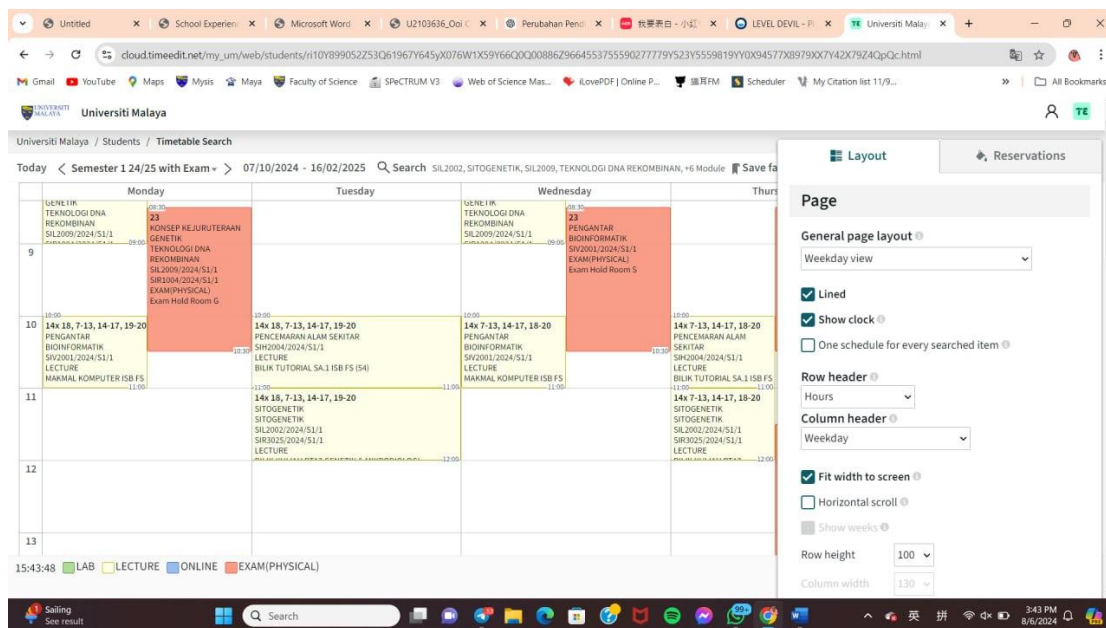 Untitled
School Experien
Microsoft Word
U2103636_Ooi C
Perubahan Pend
我要表白 - 小红
LEVEL DEVIL - Pl
Universiti Malay
cloud.timeedit.net/my_um/web/students/
Gmail
YouTube
Maps
Mysis
Maya
Faculty of Science
SPeCTRUM V3
Web of Science Mas...
iLovePDF | Online P...
猫耳FM
Scheduler
My Citation list 11/9...
All Bookmarks
UNIVERSITI MALAYA
Universiti Malaya
TE
Universiti Malaya / Students / Timetable Search
Today
Semester 1 24/25 with Exam
07/10/2024 - 16/02/2025
Search SIL2002, SITOGENETIK, SIL2009, TEKNOLOGI DNA REKOMBINAN, +6 Module
Save fa
Monday
Tuesday
Wednesday
Thurs
9
10
11
12
13
GENETIK
TEKNOLOGI DNA
REKOMBINAN
SIL2009/2024/S1/1
09:00
08:30
23
KONSEP KEJURUTERAAN
GENETIK
TEKNOLOGI DNA
REKOMBINAN
SIL2009/2024/S1/1
SIR1004/2024/S1/1
EXAM(PHYSICAL)
Exam Hold Room G
10:30
10:00
14x 18, 7-13, 14-17, 19-20
PENGANTAR
BIOINFORMATIK
SIV2001/2024/S1/1
LECTURE
MAKMAL KOMPUTER ISB FS
11:00
10:00
14x 18, 7-13, 14-17, 19-20
PENCEMARAN ALAM SEKITAR
SIH2004/2024/S1/1
LECTURE
BILIK TUTORIAL SA.1 ISB FS (54)
11:00
11:00
14x 18, 7-13, 14-17, 19-20
SITOGENETIK
SITOGENETIK
SIL2002/2024/S1/1
SIR3025/2024/S1/1
LECTURE
12:00
GENETIK
TEKNOLOGI DNA
REKOMBINAN
SIL2009/2024/S1/1
09:00
08:30
23
PENGANTAR
BIOINFORMATIK
SIV2001/2024/S1/1
EXAM(PHYSICAL)
Exam Hold Room S
10:30
10:00
14x 7-13, 14-17, 18-20
PENGANTAR
BIOINFORMATIK
SIV2001/2024/S1/1
LECTURE
MAKMAL KOMPUTER ISB FS
11:00
10:00
14x 7-13, 14-17, 18-20
PENCEMARAN ALAM
SEKITAR
SIH2004/2024/S1/1
LECTURE
BILIK TUTORIAL SA.1 ISB FS
11:00
14x 7-13, 14-17, 18-20
SITOGENETIK
SITOGENETIK
SIL2002/2024/S1/1
SIR3025/2024/S1/1
LECTURE
12:00
Layout
Reservations
Page
General page layout
Weekday view
Lined
Show clock
One schedule for every searched item
Row header
Hours
Column header
Weekday
Fit width to screen
Horizontal scroll
Show weeks
Row height 100
Column width 130
15:43:48 LAB LECTURE ONLINE EXAM(PHYSICAL)
Sailing
See result
Search
99+
英
拼
3:43 PM
8/6/2024